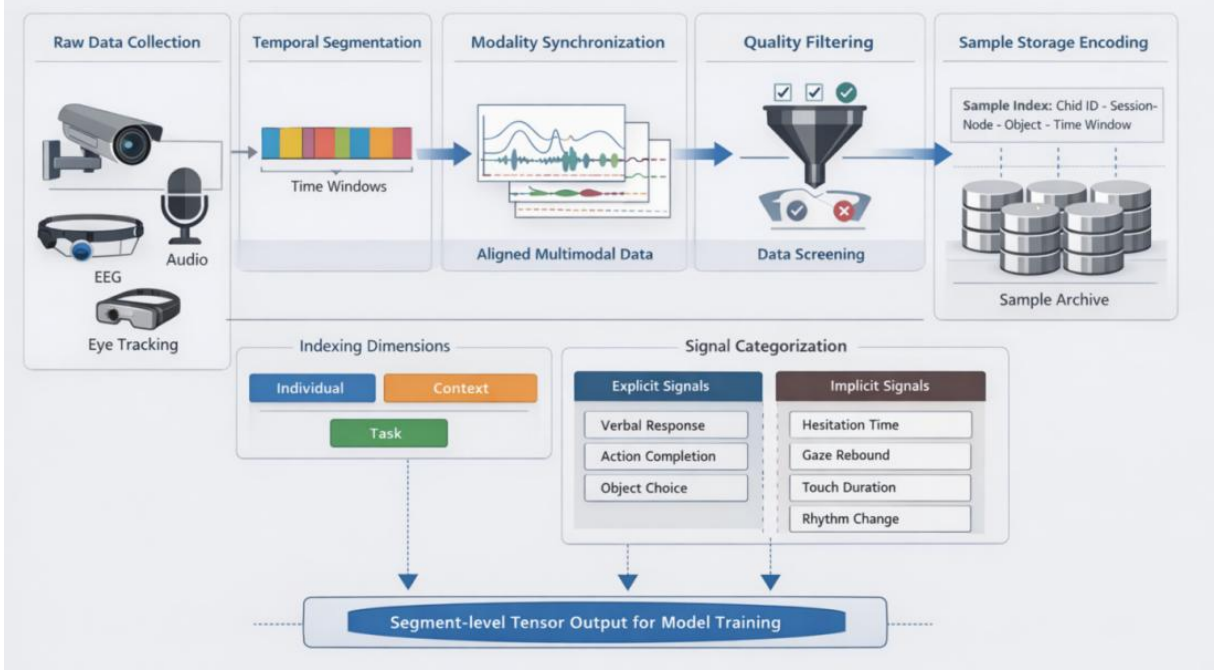 Raw Data Collection
Temporal Segmentation
Modality Synchronization
Quality Filtering
Sample Storage Encoding
Sample Index: Chid ID - Session-
Node - Object - Time Window
Time Windows
EEG
Audio
Eye Tracking
Aligned Multimodal Data
Data Screening
Sample Archive
Indexing Dimensions
Individual
Context
Task
Signal Categorization
Explicit Signals
Verbal Response
Action Completion
Object Choice
Implicit Signals
Hesitation Time
Gaze Rebound
Touch Duration
Rhythm Change
Segment-level Tensor Output for Model Training